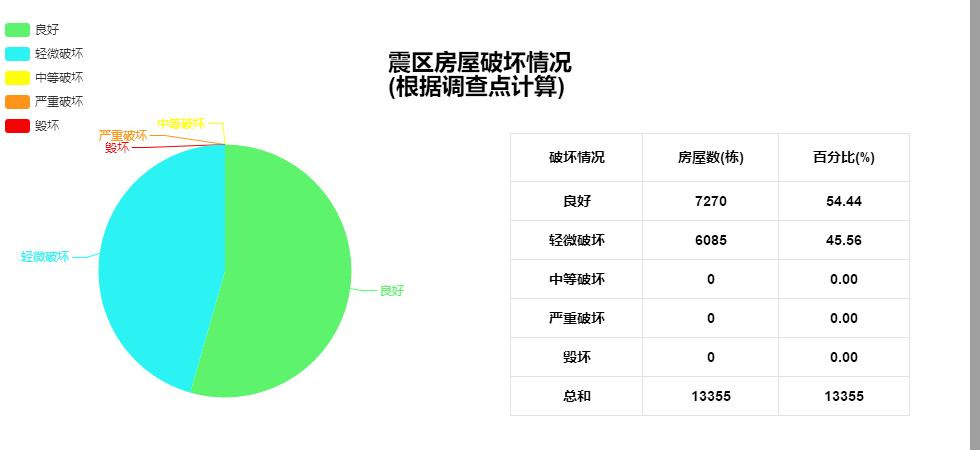 良好
轻微破坏
中等破坏
严重破坏
毁坏
震区房屋破坏情况
(根据调查点计算)
中等破坏
严重破坏
毁坏
轻微破坏
良好
破坏情况 房屋数(栋) 百分比(%)
良好 7270 54.44
轻微破坏 6085 45.56
中等破坏 0 0.00
严重破坏 0 0.00
毁坏 0 0.00
总和 13355 13355